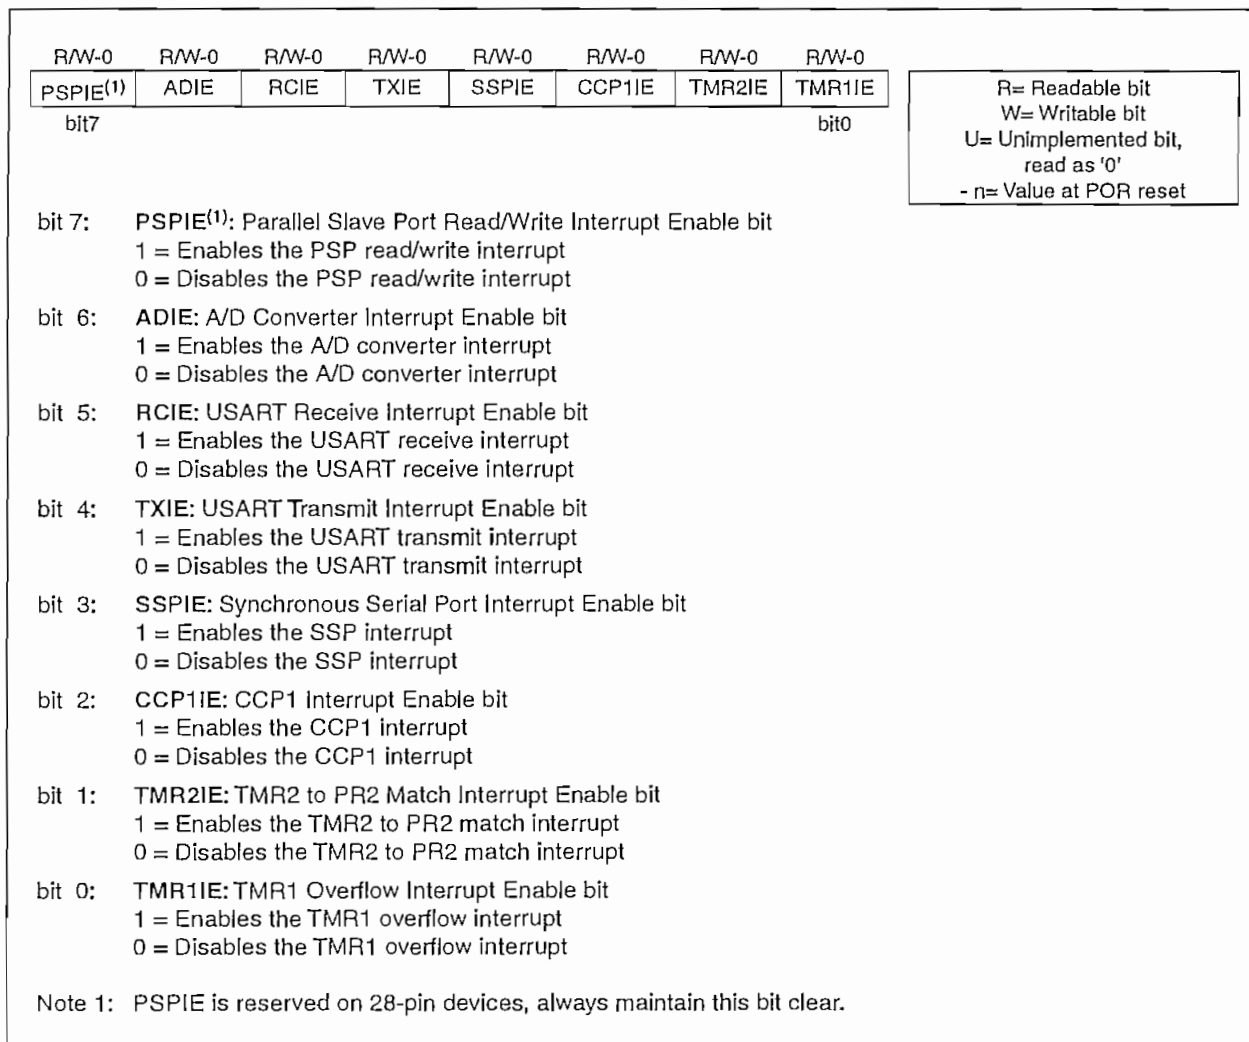 R/W-0 R/W-0 R/W-0 R/W-0 R/W-0 R/W-0 R/W-0 R/W-0
PSPIE(1) ADIE RCIE TXIE SSPIE CCP1IE TMR2IE TMR1IE
bit7 bit0
R= Readable bit
W= Writable bit
U= Unimplemented bit,
read as '0'
- n= Value at POR reset
bit 7: PSPIE(1): Parallel Slave Port Read/Write Interrupt Enable bit
1 = Enables the PSP read/write interrupt
0 = Disables the PSP read/write interrupt
bit 6: ADIE: A/D Converter Interrupt Enable bit
1 = Enables the A/D converter interrupt
0 = Disables the A/D converter interrupt
bit 5: RCIE: USART Receive Interrupt Enable bit
1 = Enables the USART receive interrupt
0 = Disables the USART receive interrupt
bit 4: TXIE: USART Transmit Interrupt Enable bit
1 = Enables the USART transmit interrupt
0 = Disables the USART transmit interrupt
bit 3: SSPIE: Synchronous Serial Port Interrupt Enable bit
1 = Enables the SSP interrupt
0 = Disables the SSP interrupt
bit 2: CCP1IE: CCP1 Interrupt Enable bit
1 = Enables the CCP1 interrupt
0 = Disables the CCP1 interrupt
bit 1: TMR2IE: TMR2 to PR2 Match Interrupt Enable bit
1 = Enables the TMR2 to PR2 match interrupt
0 = Disables the TMR2 to PR2 match interrupt
bit 0: TMR1IE: TMR1 Overflow Interrupt Enable bit
1 = Enables the TMR1 overflow interrupt
0 = Disables the TMR1 overflow interrupt
Note 1: PSPIE is reserved on 28-pin devices, always maintain this bit clear.